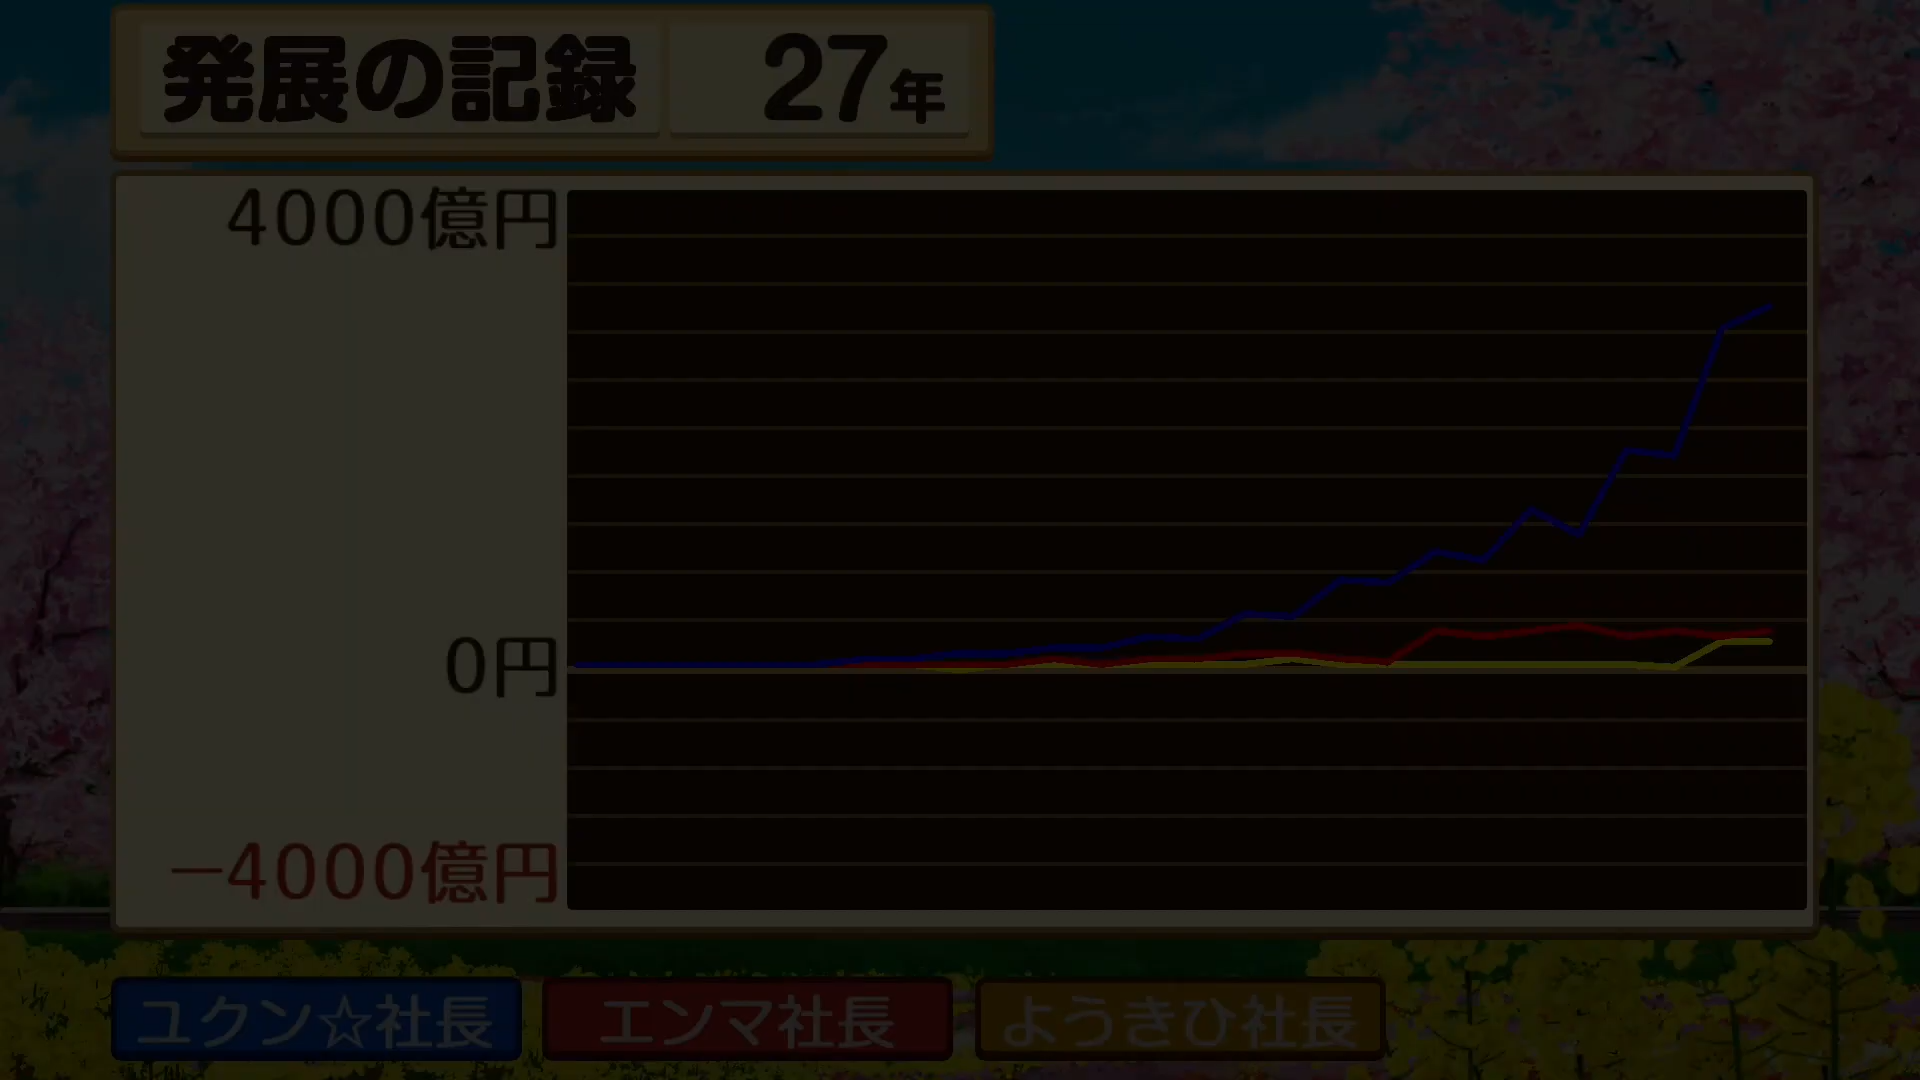 発展の記録 27年
4000億円
0円
−4000億円
ユクン☆社長 エンマ社長 ようきひ社長